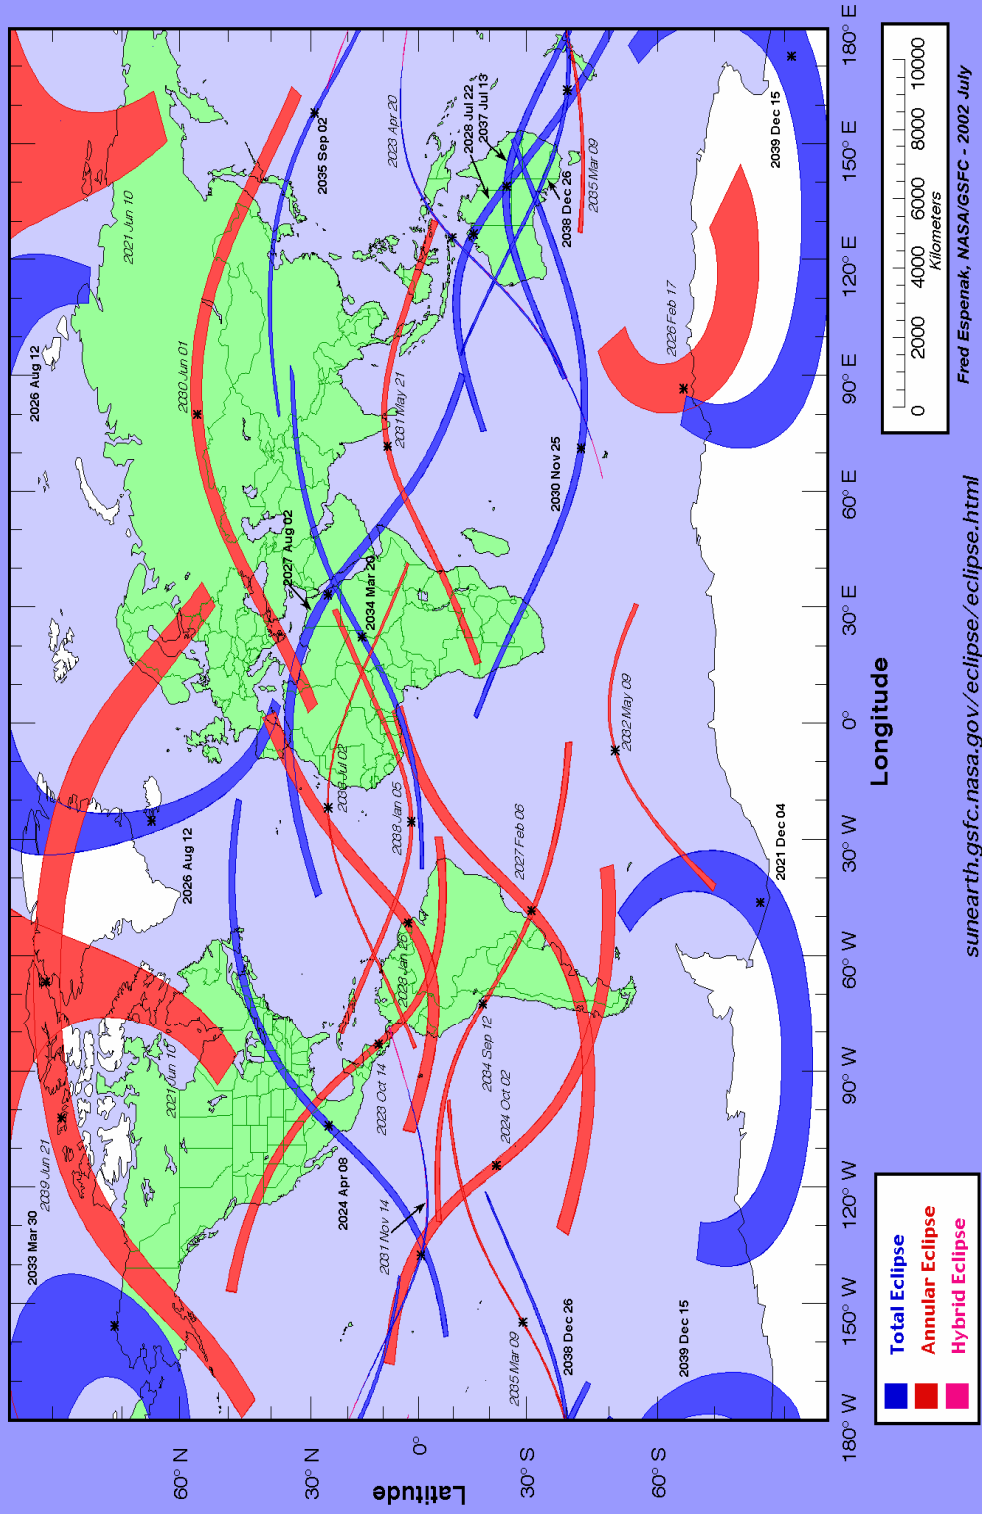 2026 Aug 12
2021 Jun 10
2030 Jun 01
2035 Sep 02
2023 Apr 20
2028 Jul 22
2037 Jul 13
2038 Dec 26
2035 Mar 09
2039 Dec 15
2026 Feb 17
2031 May 21
2030 Nov 25
2027 Aug 02
2034 Mar 20
2032 May 09
2026 Aug 12
2038 Jul 02
2038 Jan 05
2027 Feb 06
2021 Dec 04
2028 Jan 26
2021 Jun 10
2023 Oct 14
2034 Sep 12
2024 Oct 02
2039 Jun 21
2033 Mar 30
2024 Apr 08
2031 Nov 14
2035 Mar 09
2038 Dec 26
2039 Dec 15
60° N
30° N
0°
30° S
60° S
Latitude
180° W
150° W
120° W
90° W
60° W
30° W
0°
30° E
60° E
90° E
120° E
150° E
180° E
Longitude
Total Eclipse
Annular Eclipse
Hybrid Eclipse
0 2000 4000 6000 8000 10000
Kilometers
Fred Espenak, NASA/GSFC - 2002 July
sunearth.gsfc.nasa.gov/eclipse/eclipse.html